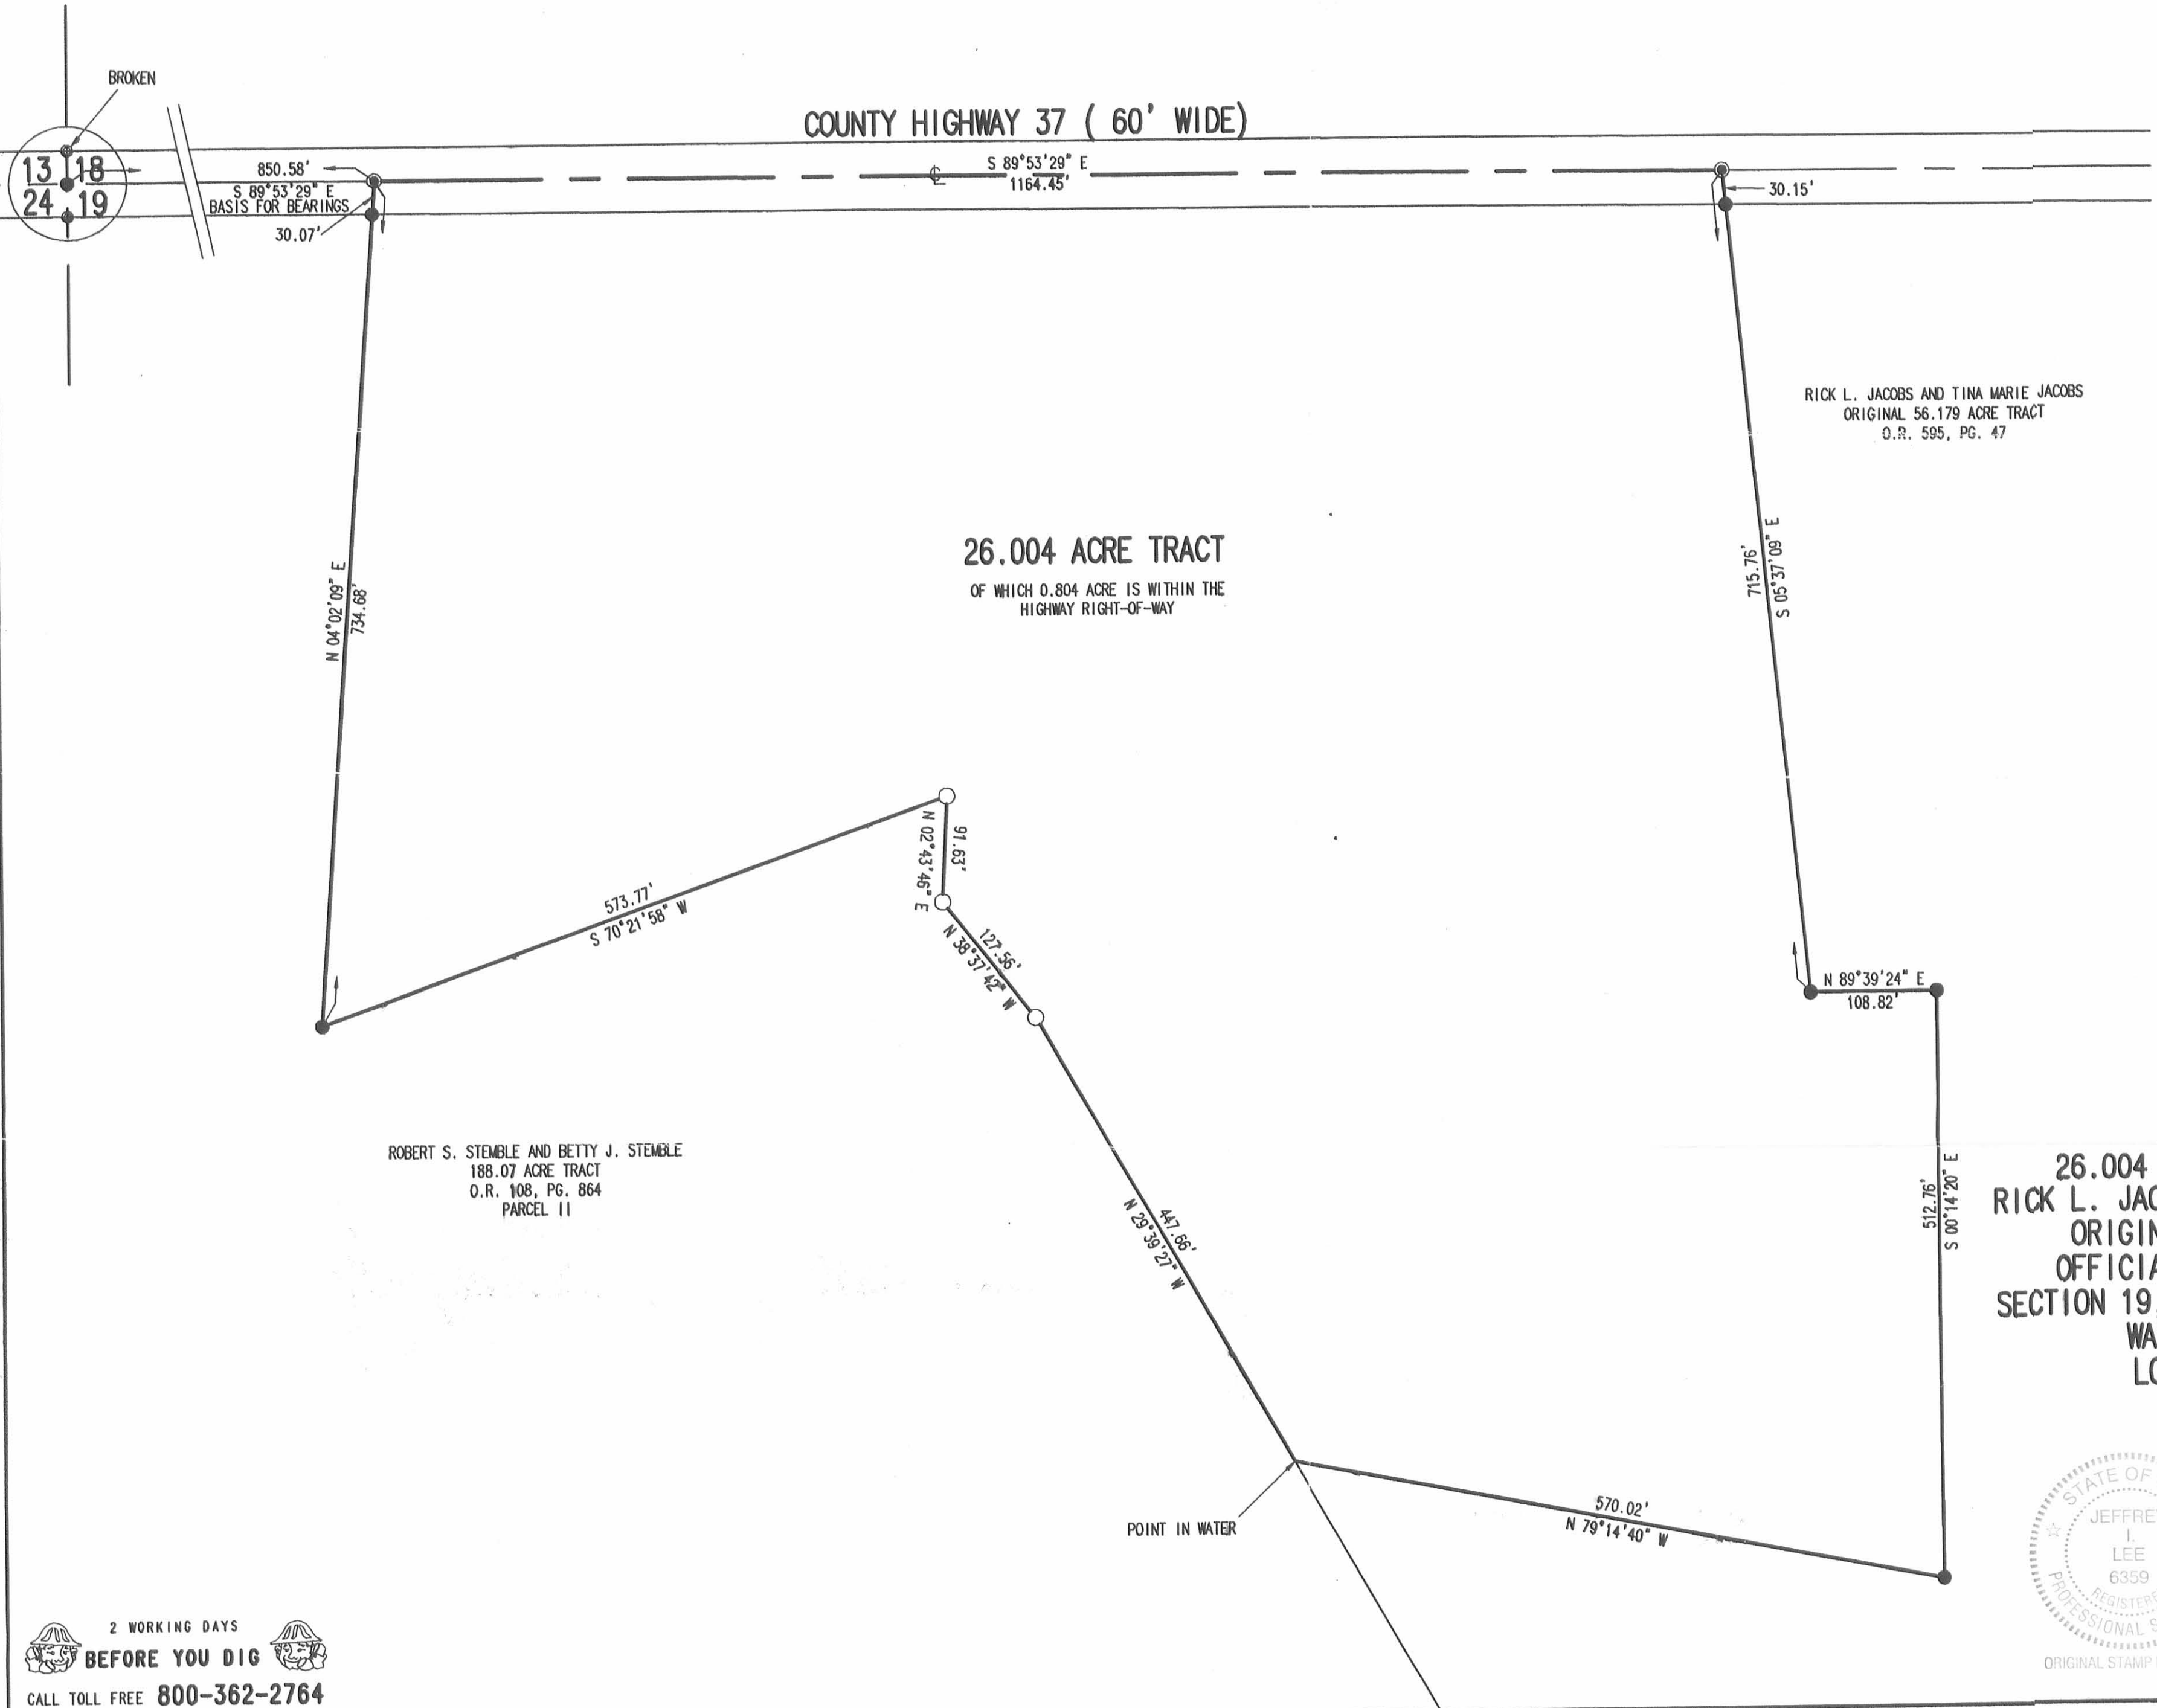 BROKEN
COUNTY HIGHWAY 37 ( 60' WIDE)
13 18
24 19
850.58'
S 89°53'29" E
BASIS FOR BEARINGS
30.07'
S 89°53'29" E
℄
1164.45'
30.15'
RICK L. JACOBS AND TINA MARIE JACOBS
ORIGINAL 56.179 ACRE TRACT
O.R. 595, PG. 47
26.004 ACRE TRACT
OF WHICH 0.804 ACRE IS WITHIN THE
HIGHWAY RIGHT-OF-WAY
N 04°02'09" E
734.68'
715.76'
S 05°37'09" E
573.77'
S 70°21'58" W
91.63'
N 02°43'46" E
127.56'
N 38°37'42" W
N 89°39'24" E
108.82'
ROBERT S. STEMBLE AND BETTY J. STEMBLE
188.07 ACRE TRACT
O.R. 108, PG. 864
PARCEL II
447.66'
N 29°39'27" W
512.76'
S 00°14'20" E
26.004
RICK L. JAC
ORIGIN
OFFICIA
SECTION 19
WA
LO
POINT IN WATER
570.02'
N 79°14'40" W
STATE OF
JEFFRE
I.
LEE
6359
REGISTERE
PROFESSIONAL S
ORIGINAL STAMP
2 WORKING DAYS
BEFORE YOU DIG
CALL TOLL FREE 800-362-2764